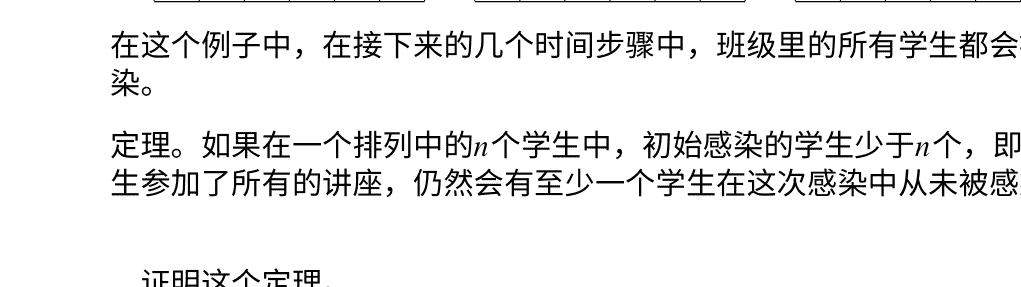 在这个例子中，在接下来的几个时间步骤中，班级里的所有学生都会
染。
定理。如果在一个排列中的n个学生中，初始感染的学生少于n个，即
生参加了所有的讲座，仍然会有至少一个学生在这次感染中从未被感
证明这个定理。